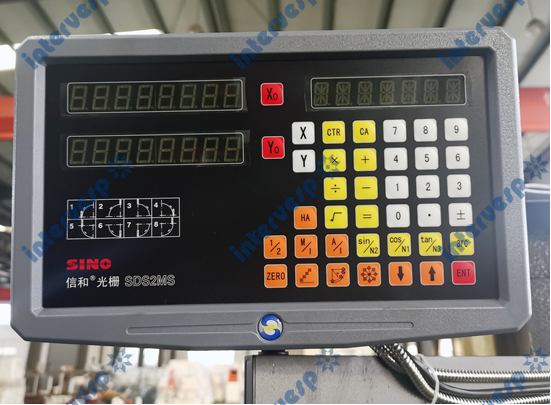 X₀
Y₀
X CTR CA 7 8 9
Y × + 4 5 6
÷ - 1 2 3
HA √ = 0 · ±
1/2 M/I A/I sin/N2 cos/N1 tan/N3 arc
ZERO ENT
1 2 3 4
5 6 7 8
SINO
信和®光栅 SDS2MS
intervesp